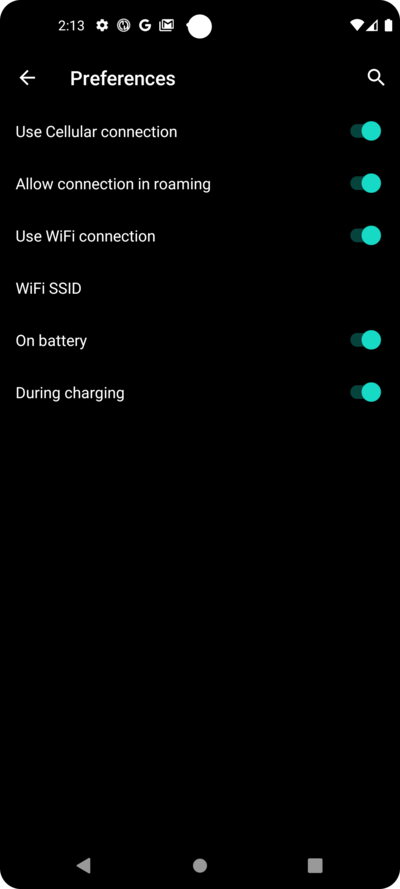 2:13
Preferences
Use Cellular connection
Allow connection in roaming
Use WiFi connection
WiFi SSID
On battery
During charging